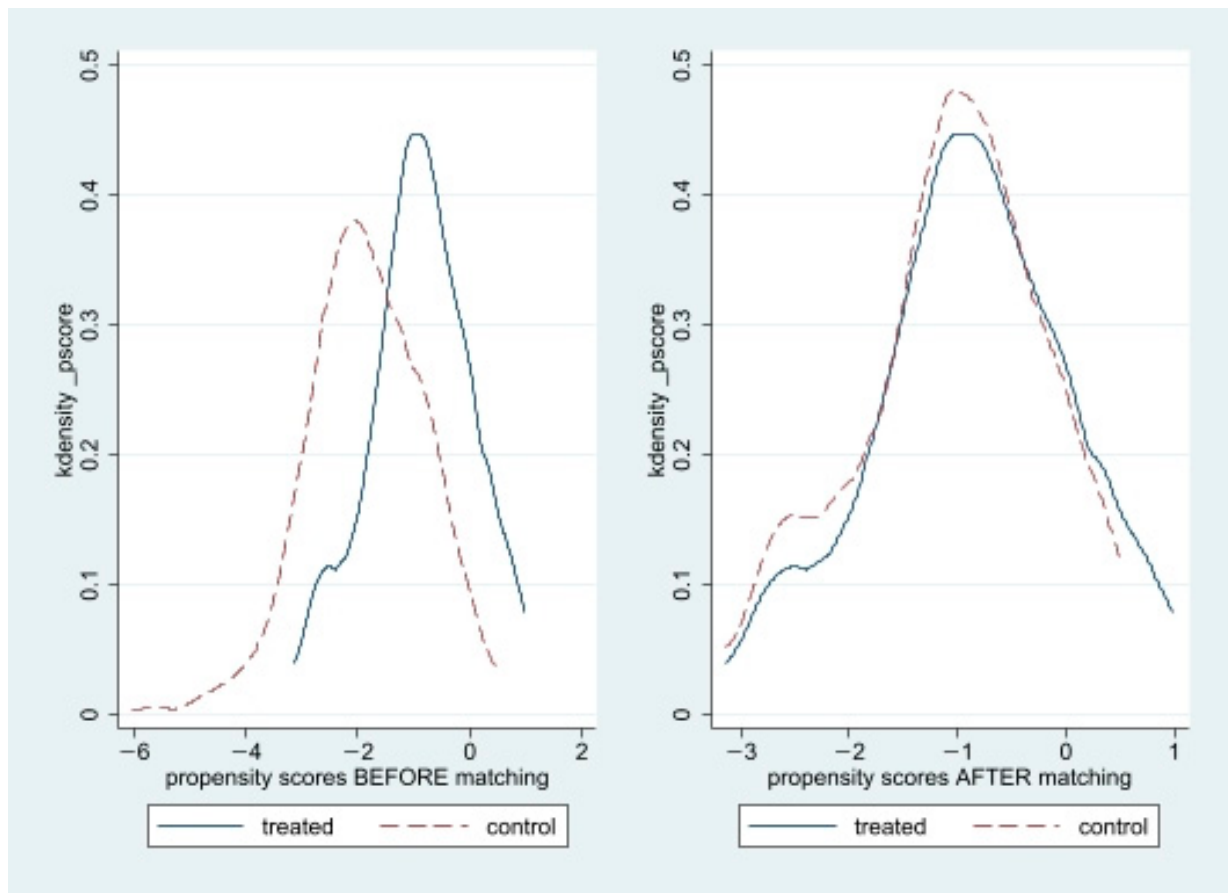 kdensity _pscore
0.5
0.4
0.3
0.2
0.1
0
−6 −4 −2 0 2
propensity scores BEFORE matching
treated control
kdensity _pscore
0.5
0.4
0.3
0.2
0.1
0
−3 −2 −1 0 1
propensity scores AFTER matching
treated control